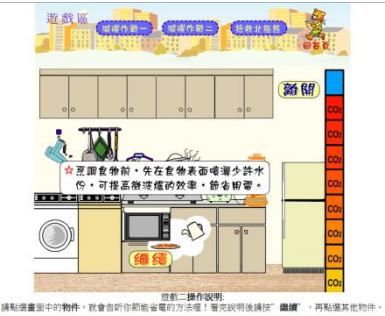 遊戲區
減碳作戰一 減碳作戰二 拯救北極熊
回首頁
離開
CO2
CO2
CO2
CO2
CO2
CO2
CO2
CO2
☆烹調食物前，先在食物表面噴灑少許水
份，可提高微波爐的效率，節省用電。
繼續
遊戲二操作說明:
請點選畫面中的物件，就會告訴你節能省電的方法喔！看完說明後請按”繼續”，再點選其他物件。